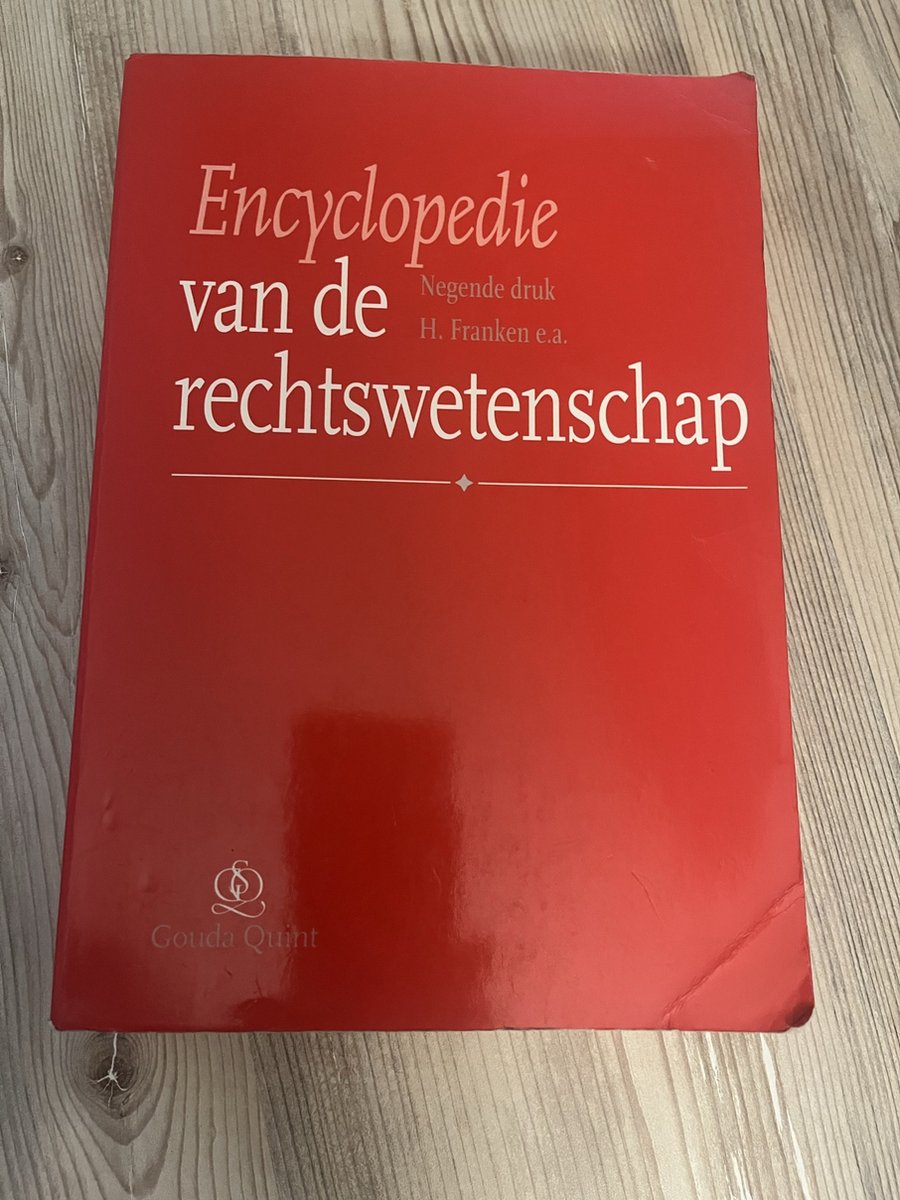 Encyclopedie
van de
Negende druk
H. Franken e.a.
rechtswetenschap
Gouda Quint